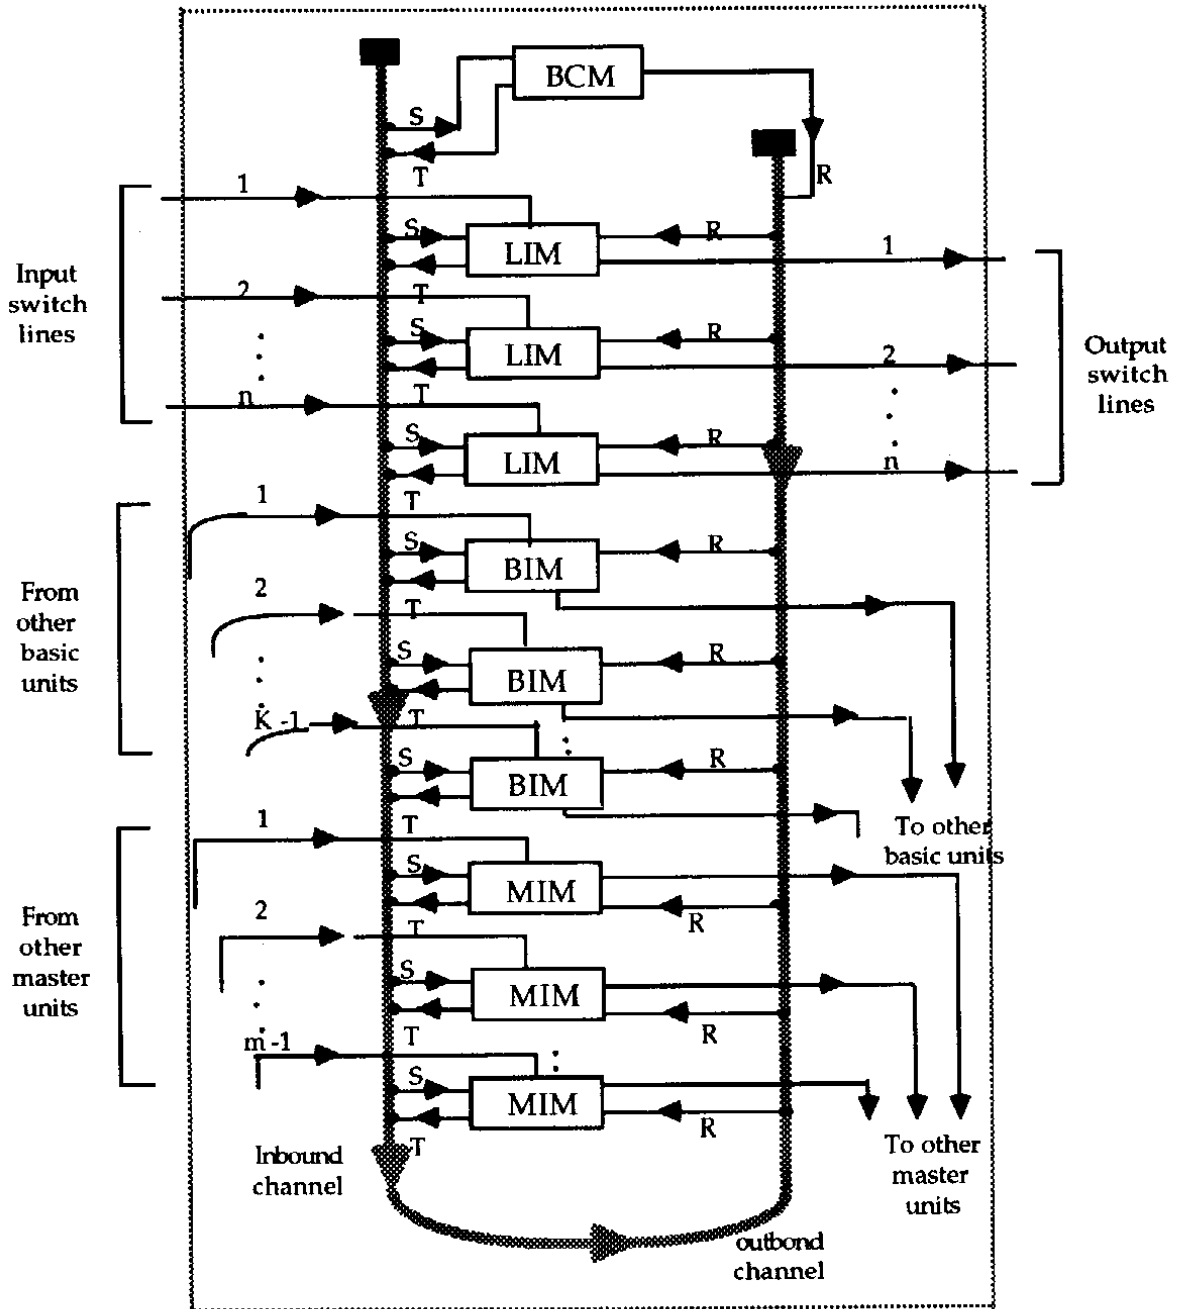 BCM
S
T
R
1
S
LIM
R
1
Input
switch
lines
2
T
S
LIM
R
2
Output
switch
lines
n
T
S
LIM
R
n
1
T
S
BIM
R
From
other
basic
units
2
T
S
BIM
R
K -1
T
S
BIM
R
1
T
To other
basic units
S
MIM
R
From
other
master
units
2
T
S
MIM
R
m -1
T
S
MIM
R
T
Inbound
channel
To other
master
units
outbond
channel